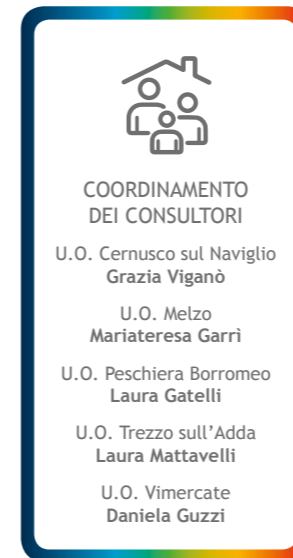 COORDINAMENTO
DEI CONSULTORI
U.O. Cernusco sul Naviglio
Grazia Viganò
U.O. Melzo
Mariateresa Garrì
U.O. Peschiera Borromeo
Laura Gatelli
U.O. Trezzo sull’Adda
Laura Mattavelli
U.O. Vimercate
Daniela Guzzi